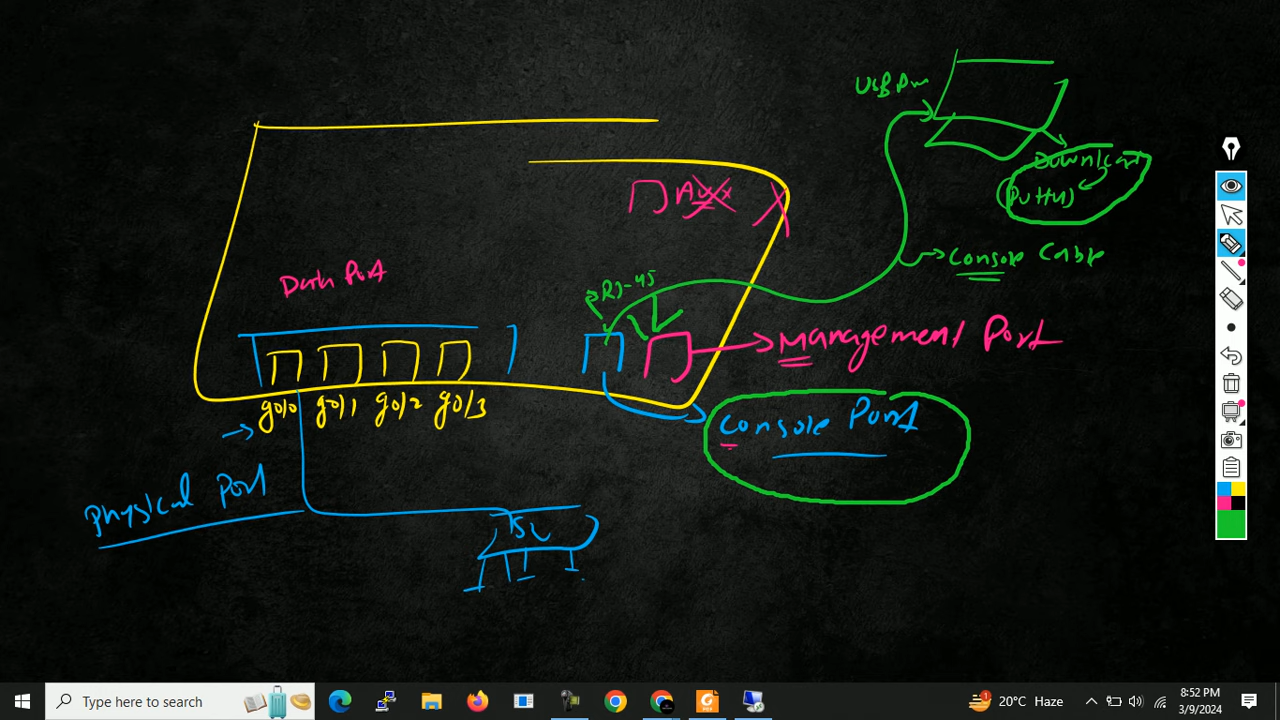 USB Port
Download
(Putty)
Aux
Console Cable
RJ-45
Data Port
Management Port
g0/0 g0/1 g0/2 g0/3
Console Port
Physical Port
Type here to search
1
20°C Haze
8:52 PM
3/9/2024